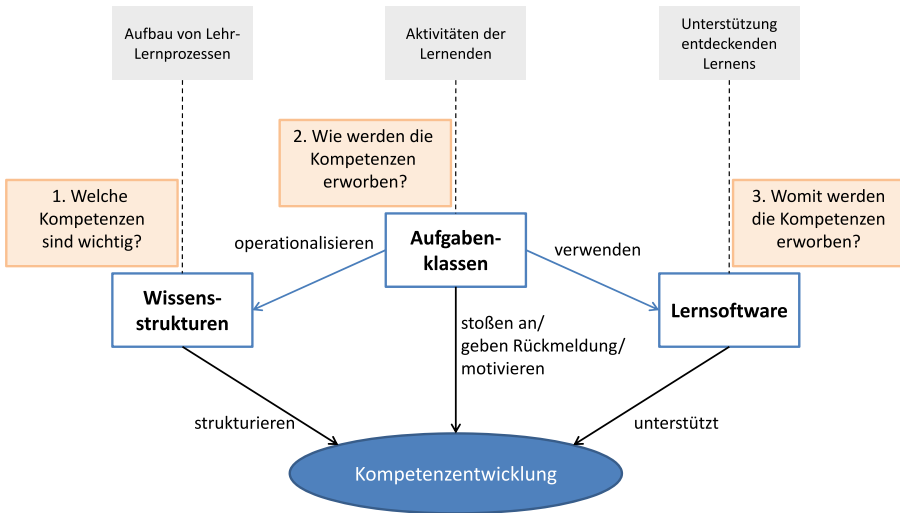 Aufbau von Lehr-
Lernprozessen
Aktivitäten der
Lernenden
Unterstützung
entdeckenden
Lernens
1. Welche
Kompetenzen
sind wichtig?
2. Wie werden die
Kompetenzen
erworben?
3. Womit werden
die Kompetenzen
erworben?
operationalisieren
Aufgaben-
klassen
verwenden
Wissens-
strukturen
Lernsoftware
stoßen an/
geben Rückmeldung/
motivieren
strukturieren
unterstützt
Kompetenzentwicklung